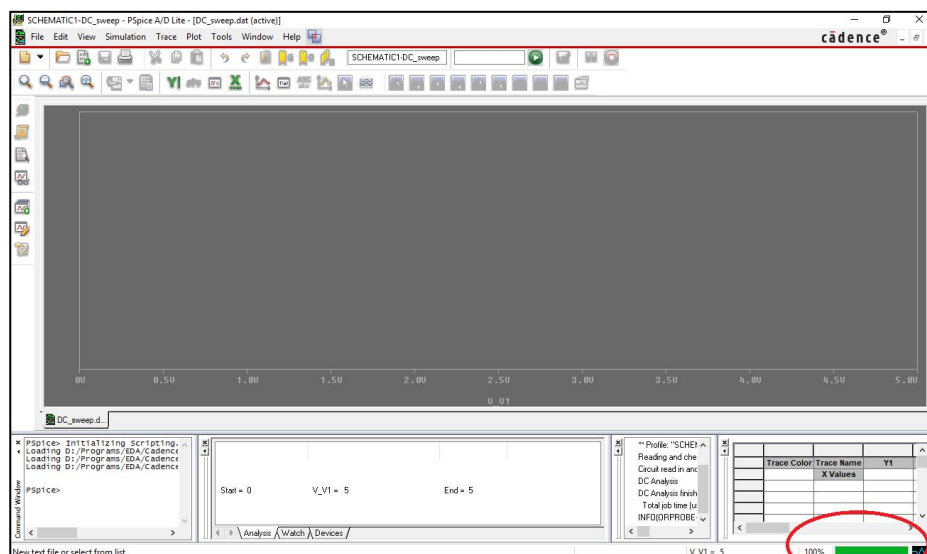 SCHEMATIC1-DC_sweep - PSpice A/D Lite - [DC_sweep.dat (active)]
File Edit View Simulation Trace Plot Tools Window Help
cādence®
SCHEMATIC1-DC_sweep
0V 0.5V 1.0V 1.5V 2.0V 2.5V 3.0V 3.5V 4.0V 4.5V 5.0V
V_V1
DC_sweep.d...
PSpice> Initializing Scripting.
Loading D:/Programs/EDA/Cadence
Loading D:/Programs/EDA/Cadence
Loading D:/Programs/EDA/Cadence
PSpice>
Command Window
Start = 0 V_V1 = 5 End = 5
Analysis Watch Devices
** Profile: "SCHEM
Reading and che
Circuit read in and
DC Analysis
DC Analysis finish
Total job time (u
INFO(ORPROBE-
Trace Color Trace Name Y1
X Values
New text file or select from list
V_V1 = 5 100%